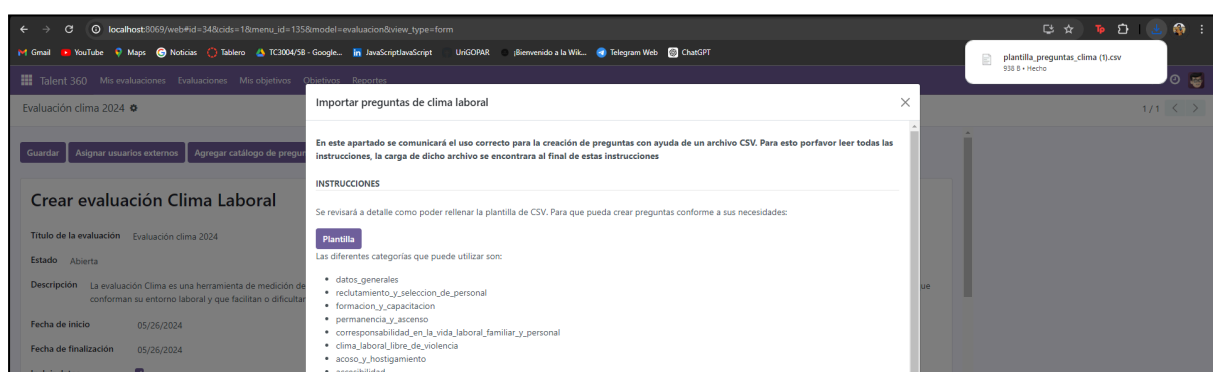 localhost:8069/web#id=34&cids=1&menu_id=135&model=evaluacion&view_type=form
Gmail YouTube Maps Noticias Tablero TC3004/5B - Google... JavaScriptJavaScript UriGOPAR ¡Bienvenido a la Wik... Telegram Web ChatGPT
plantilla_preguntas_clima (1).csv
938 B • Hecho
Talent 360 Mis evaluaciones Evaluaciones Mis objetivos Objetivos Reportes
Evaluación clima 2024
1 / 1
Importar preguntas de clima laboral
Guardar Asignar usuarios externos Agregar catálogo de pregun
En este apartado se comunicará el uso correcto para la creación de preguntas con ayuda de un archivo CSV. Para esto porfavor leer todas las
instrucciones, la carga de dicho archivo se encontrara al final de estas instrucciones
INSTRUCCIONES
Se revisará a detalle como poder rellenar la plantilla de CSV. Para que pueda crear preguntas conforme a sus necesidades:
Plantilla
Las diferentes categorías que puede utilizar son:
• datos_generales
• reclutamiento_y_seleccion_de_personal
• formacion_y_capacitacion
• permanencia_y_ascenso
• corresponsabilidad_en_la_vida_laboral_familiar_y_personal
• clima_laboral_libre_de_violencia
• acoso_y_hostigamiento
• accesibilidad
Crear evaluación Clima Laboral
Título de la evaluación Evaluación clima 2024
Estado Abierta
Descripción La evaluación Clima es una herramienta de medición de
conforman su entorno laboral y que facilitan o dificultar
ue
Fecha de inicio 05/26/2024
Fecha de finalización 05/26/2024